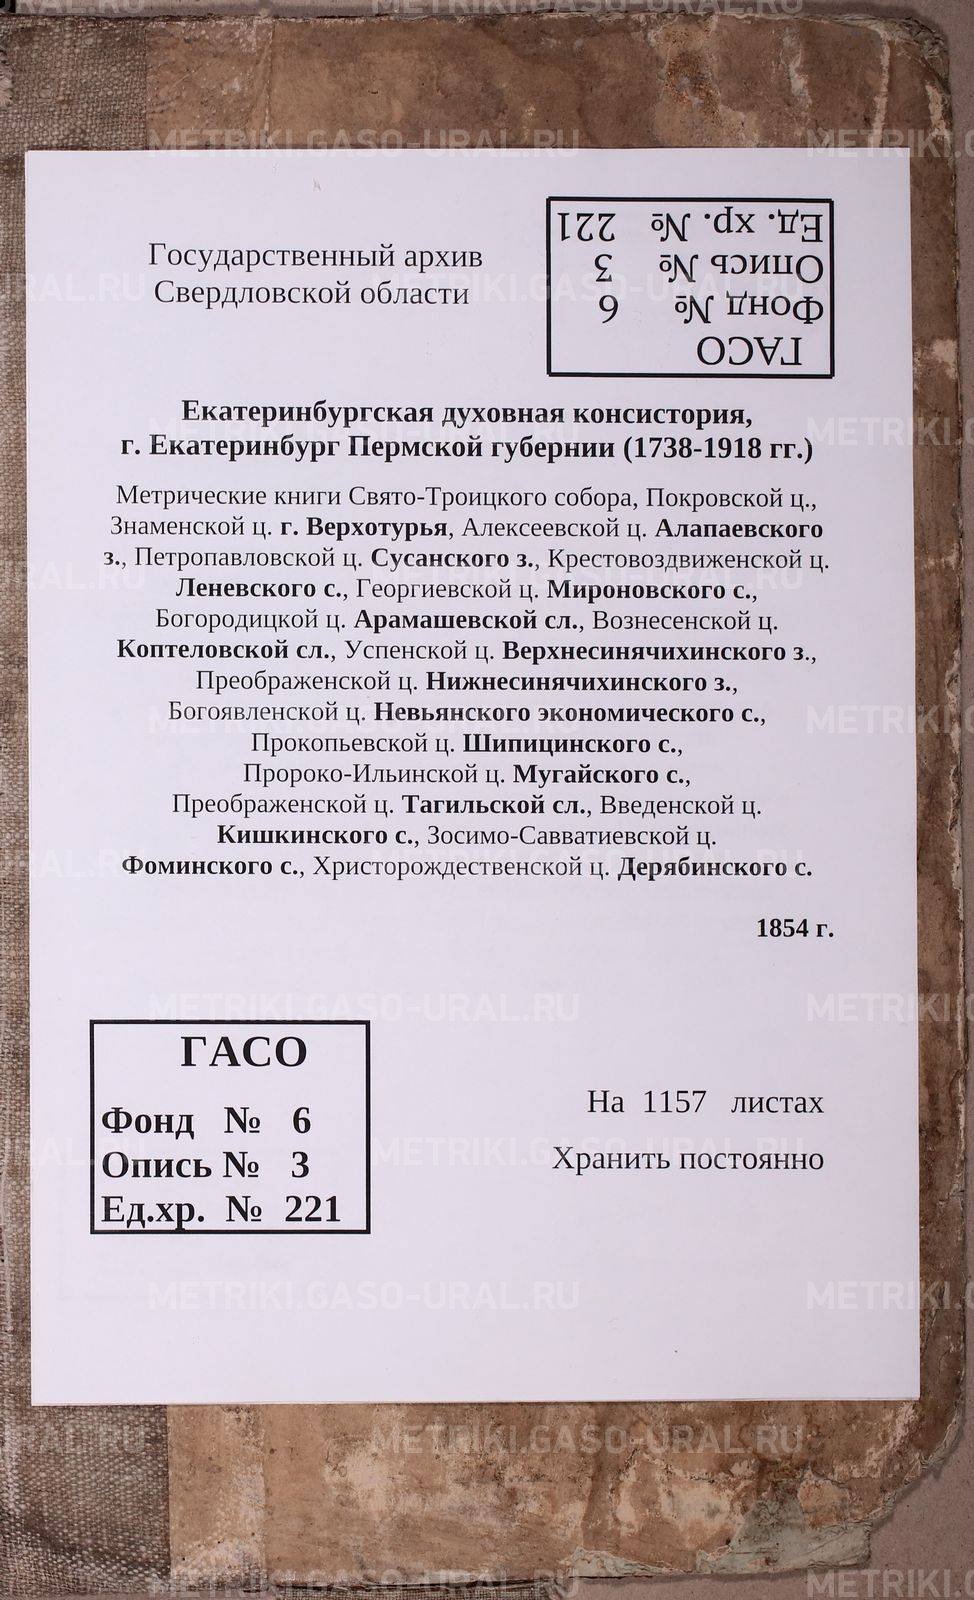 Государственный архив
Свердловской области
ГАСО
Фонд № 6
Опись № 3
Ед. хр. № 221
Екатеринбургская духовная консистория,
г. Екатеринбург Пермской губернии (1738-1918 гг.)
Метрические книги Свято-Троицкого собора, Покровской ц.,
Знаменской ц. г. Верхотурья, Алексеевской ц. Алапаевского
з., Петропавловской ц. Сусанского з., Крестовоздвиженской ц.
Леневского с., Георгиевской ц. Мироновского с.,
Богородицкой ц. Арамашевской сл., Вознесенской ц.
Коптеловской сл., Успенской ц. Верхнесинячихинского з.,
Преображенской ц. Нижнесинячихинского з.,
Богоявленской ц. Невьянского экономического с.,
Прокопьевской ц. Шипицинского с.,
Пророко-Ильинской ц. Мугайского с.,
Преображенской ц. Тагильской сл., Введенской ц.
Кишкинского с., Зосимо-Савватиевской ц.
Фоминского с., Христорождественской ц. Дерябинского с.
1854 г.
ГАСО
Фонд № 6
Опись № 3
Ед.хр. № 221
На 1157 листах
Хранить постоянно
METRIKI.GASO-URAL.RU